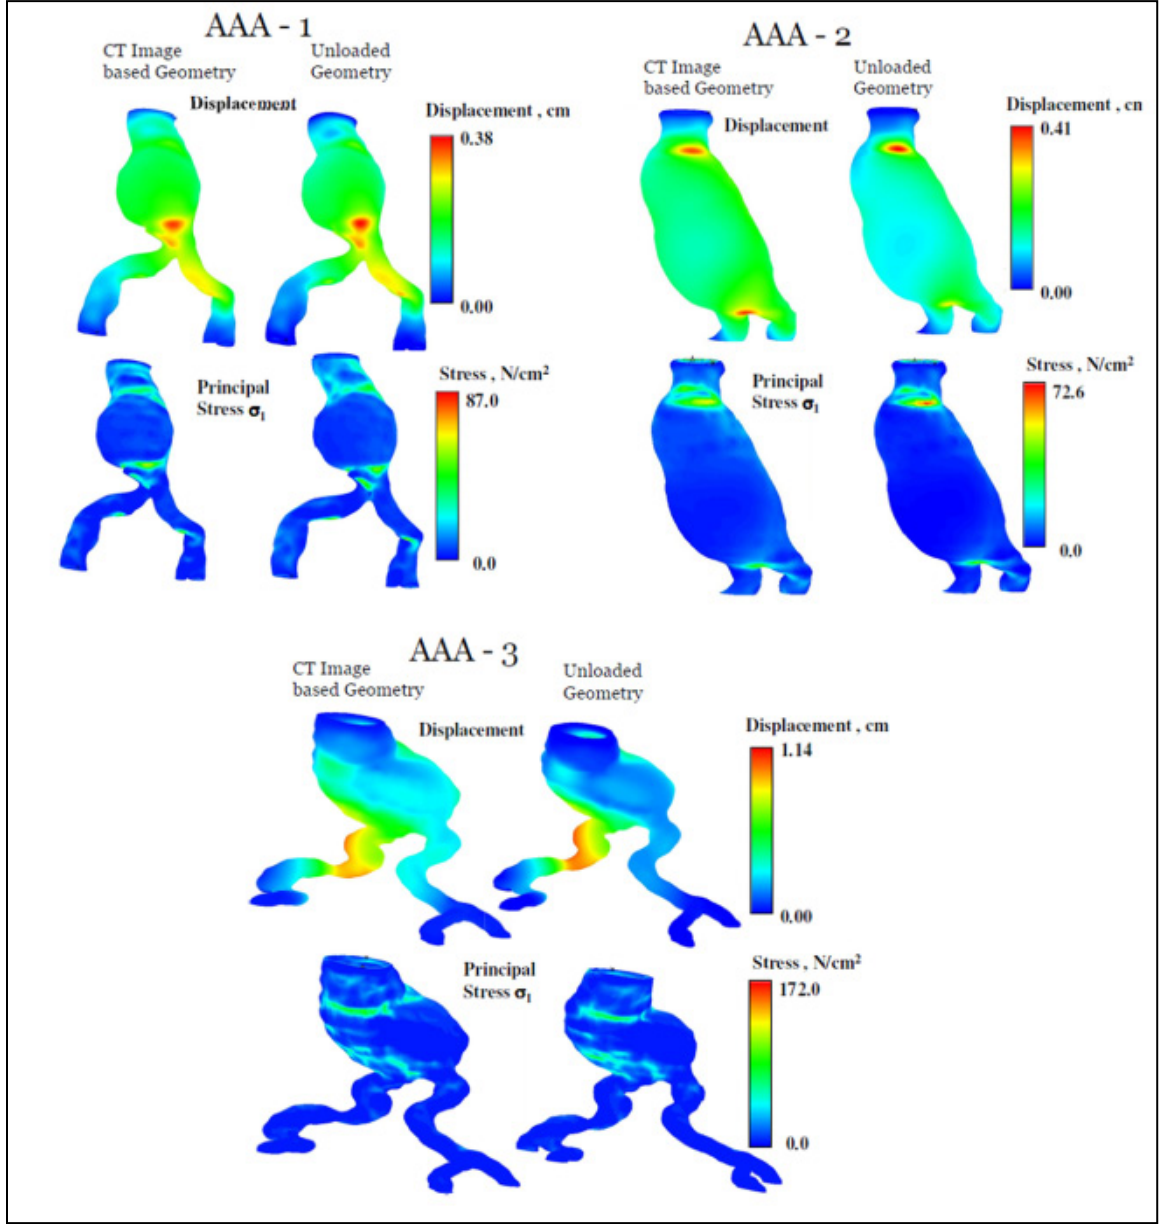 AAA - 1
CT Image
based Geometry
Unloaded
Geometry
Displacement
Displacement , cm
0.38
0.00
Principal
Stress σ₁
Stress , N/cm²
87.0
0.0
AAA - 2
CT Image
based Geometry
Unloaded
Geometry
Displacement
Displacement , cn
0.41
0.00
Principal
Stress σ₁
Stress , N/cm²
72.6
0.0
AAA - 3
CT Image
based Geometry
Unloaded
Geometry
Displacement
Displacement , cm
1.14
0.00
Principal
Stress σ₁
Stress , N/cm²
172.0
0.0